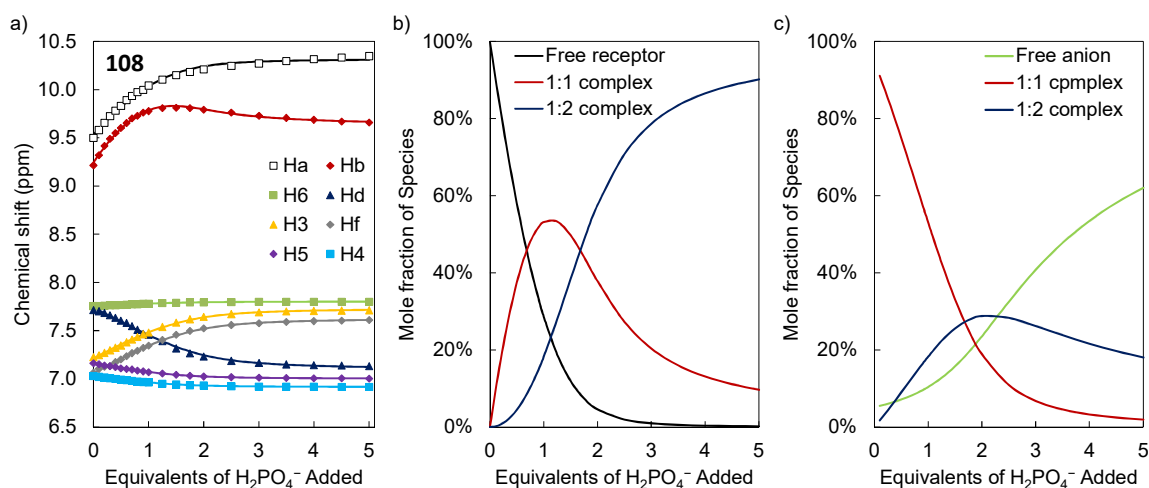 a)
108
Chemical shift (ppm)
10.5
10.0
9.5
9.0
8.5
8.0
7.5
7.0
6.5
Ha Hb
H6 Hd
H3 Hf
H5 H4
0 1 2 3 4 5
Equivalents of H₂PO₄⁻ Added
b)
Mole fraction of Species
100%
80%
60%
40%
20%
0%
Free receptor
1:1 complex
1:2 complex
0 1 2 3 4 5
Equivalents of H₂PO₄⁻ Added
c)
Mole fraction of Species
100%
80%
60%
40%
20%
0%
Free anion
1:1 cpmplex
1:2 complex
0 1 2 3 4 5
Equivalents of H₂PO₄⁻ Added